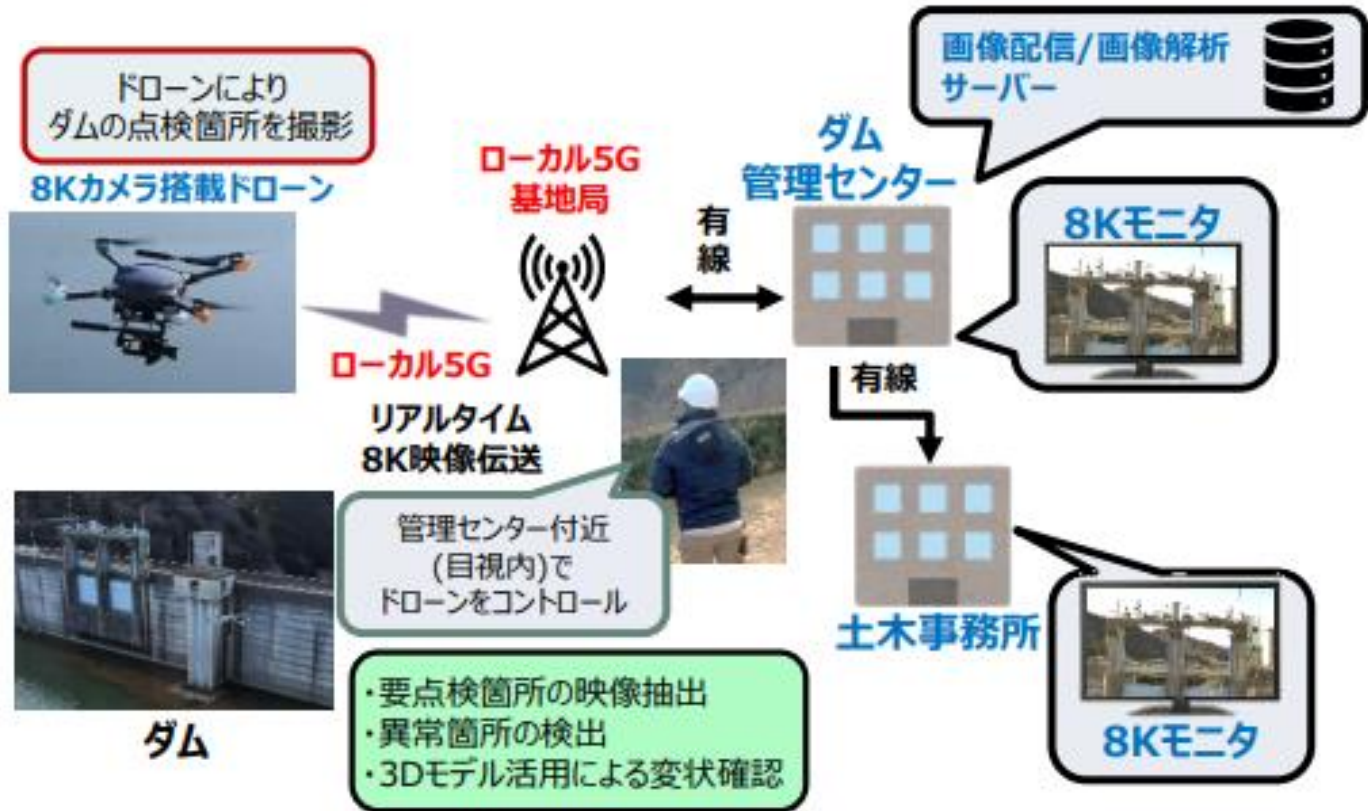 ドローンにより
ダムの点検箇所を撮影
8Kカメラ搭載ドローン
ローカル5G
基地局
ローカル5G
リアルタイム
8K映像伝送
有
線
ダム
管理センター
画像配信/画像解析
サーバー
8Kモニタ
有線
管理センター付近
(目視内)で
ドローンをコントロール
土木事務所
8Kモニタ
ダム
・要点検箇所の映像抽出
・異常箇所の検出
・3Dモデル活用による変状確認